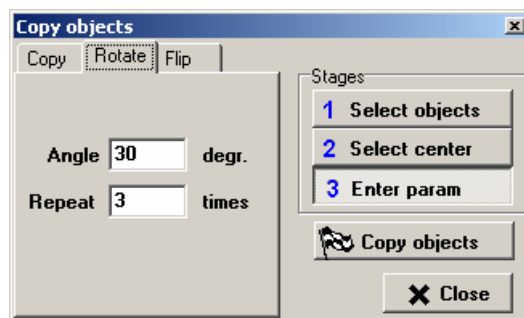 Copy objects
Copy Rotate Flip
Stages
1 Select objects
2 Select center
3 Enter param
Angle 30 degr.
Repeat 3 times
Copy objects
Close